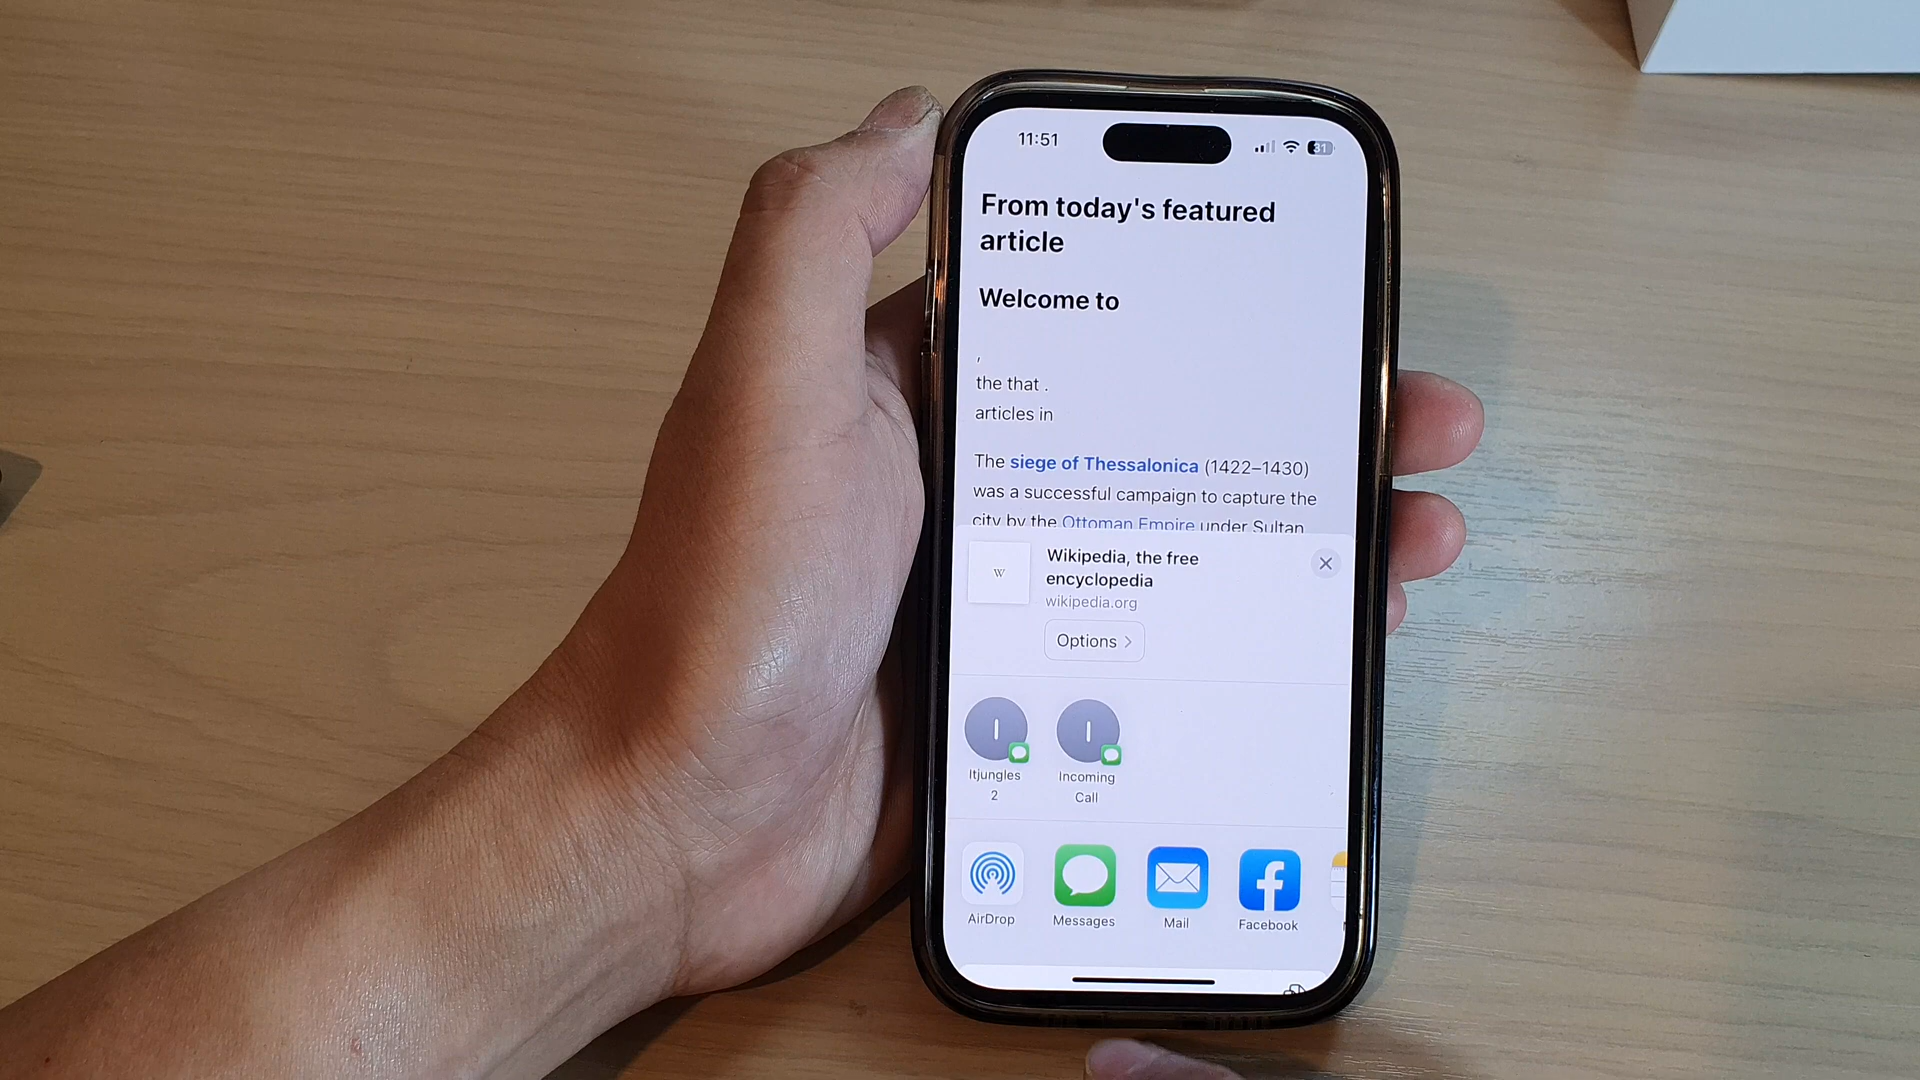 11:51
31
From today's featured
article
Welcome to
,
the that .
articles in
The siege of Thessalonica (1422–1430)
was a successful campaign to capture the
city by the Ottoman Empire under Sultan
W
Wikipedia, the free
encyclopedia
wikipedia.org
Options
I
I
Itjungles
2
Incoming
Call
AirDrop
Messages
Mail
Facebook